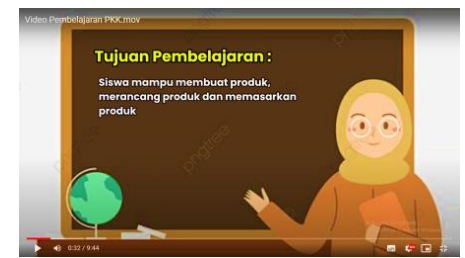 Video Pembelajaran PKK.mov
Tujuan Pembelajaran :
Siswa mampu membuat produk,
merancang produk dan memasarkan
produk
pngtree
0:32 / 9:44